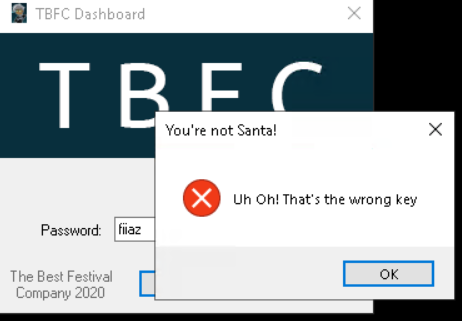 TBFC Dashboard
TBFC
You're not Santa!
Uh Oh! That's the wrong key
Password: fiiaz
The Best Festival
Company 2020
OK